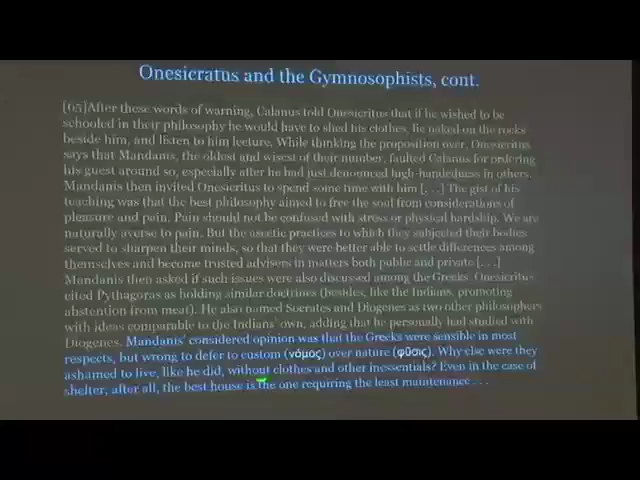 Onesicratus and the Gymnosophists, cont.
[65]After these words of warning, Calanus told Onesicritus that if he wished to be
schooled in their philosophy he would have to shed his clothes, lie naked on the rocks
beside him, and listen to him lecture. While thinking the proposition over, Onesicritus
says that Mandanis, the oldest and wisest of their number, faulted Calanus for ordering
his guest around so, especially after he had just denounced high-handedness in others.
Mandanis then invited Onesicritus to spend some time with him [. . .] The gist of his
teaching was that the best philosophy aimed to free the soul from considerations of
pleasure and pain. Pain should not be confused with stress or physical hardship. We are
naturally averse to pain. But the ascetic practices to which they subjected their bodies
served to sharpen their minds, so that they were better able to settle differences among
themselves and become trusted advisers in matters both public and private [. . .]
Mandanis then asked if such issues were also discussed among the Greeks. Onesicritus
cited Pythagoras as holding similar doctrines (besides, like the Indians, promoting
abstention from meat). He also named Socrates and Diogenes as two other philosophers
with ideas comparable to the Indians' own, adding that he personally had studied with
Diogenes. Mandanis' considered opinion was that the Greeks were sensible in most
respects, but wrong to defer to custom (νόμος) over nature (φῦσις). Why else were they
ashamed to live, like he did, without clothes and other inessentials? Even in the case of
shelter, after all, the best house is the one requiring the least maintenance . . .